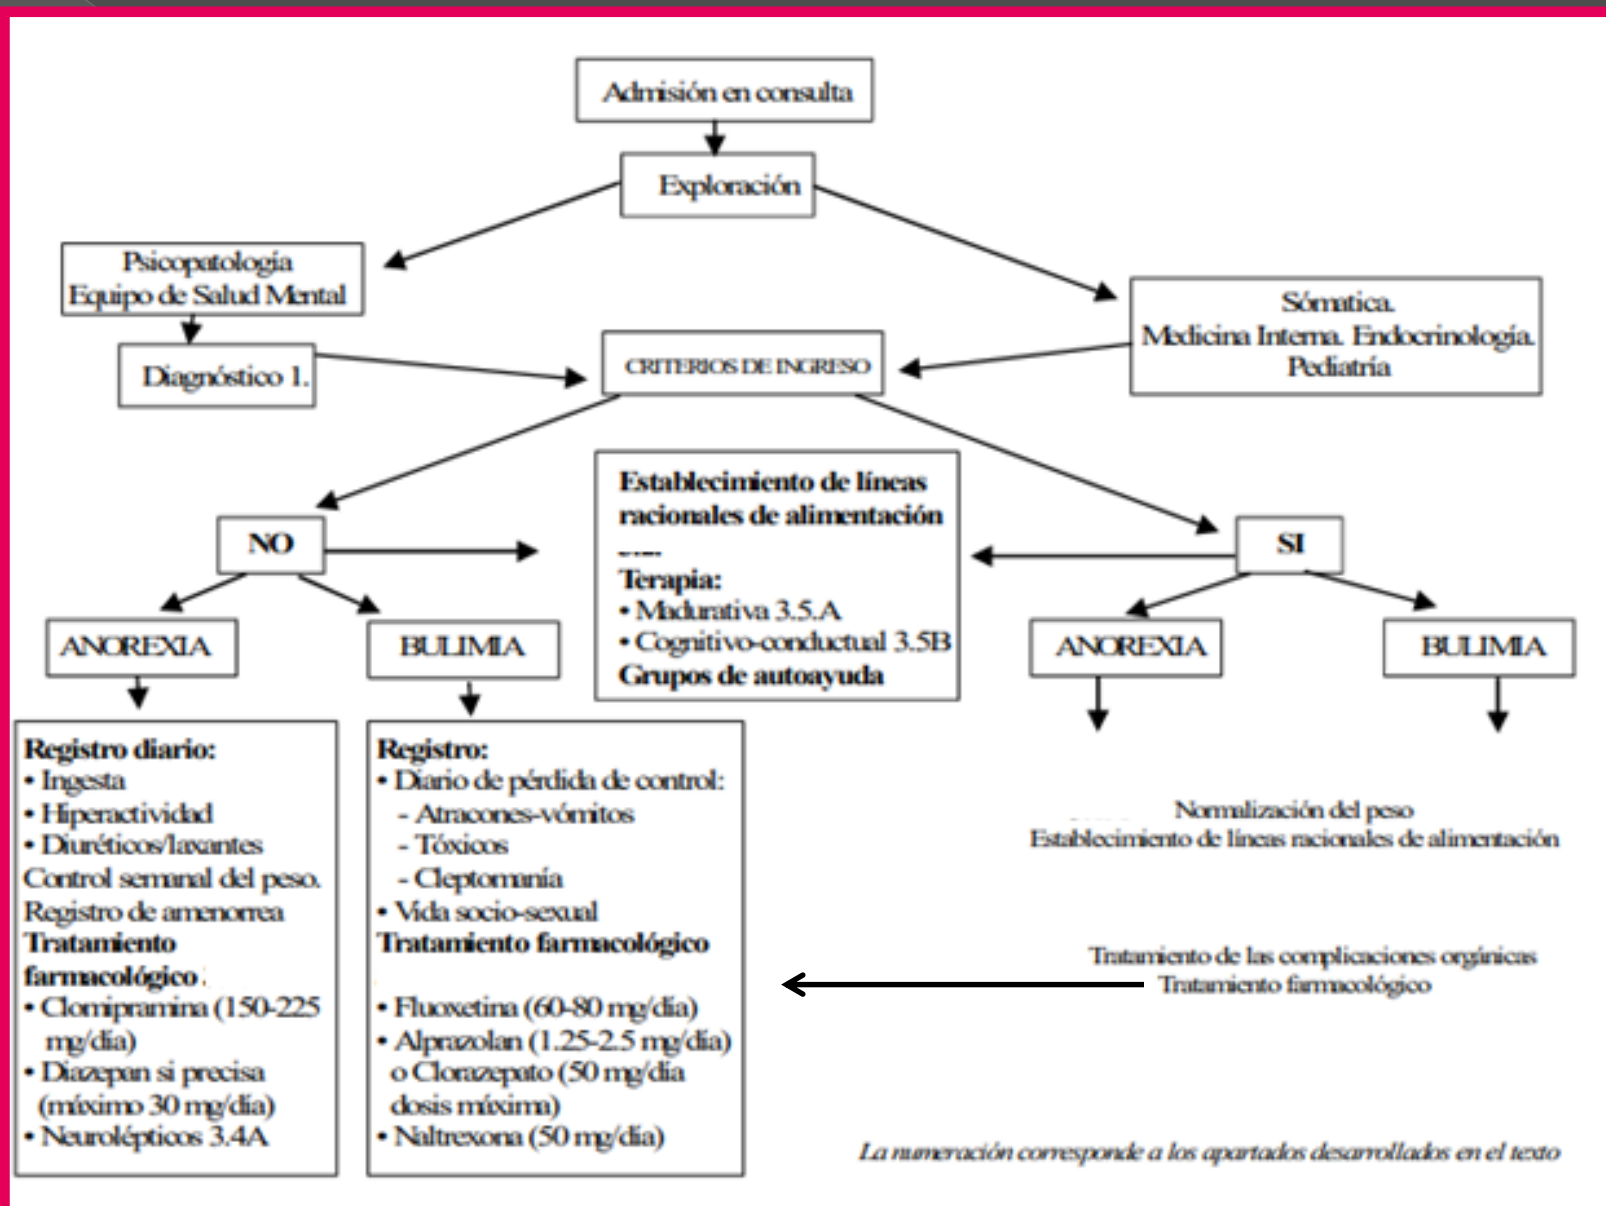 Admisión en consulta
Exploración
Psicopatología
Equipo de Salud Mental
Sómatica.
Medicina Interna. Endocrinología.
Pediatría
Diagnóstico 1.
CRITERIOS DE INGRESO
Establecimiento de líneas
racionales de alimentación
Terapia:
• Madurativa 3.5.A
• Cognitivo-conductual 3.5B
Grupos de autoayuda
NO
SI
ANOREXIA
BULIMIA
ANOREXIA
BULIMIA
Registro diario:
• Ingesta
• Hiperactividad
• Diuréticos/laxantes
Control semanal del peso.
Registro de amenorrea
Tratamiento
farmacológico
• Clomipramina (150-225
mg/día)
• Diazepan si precisa
(máximo 30 mg/día)
• Neurolépticos 3.4A
Registro:
• Diario de pérdida de control:
- Atracones-vómitos
- Tóxicos
- Cleptomanía
• Vida socio-sexual
Tratamiento farmacológico
• Fluoxetina (60-80 mg/día)
• Alprazolan (1.25-2.5 mg/día)
o Clorazepato (50 mg/día
dosis máxima)
• Naltrexona (50 mg/día)
Normalización del peso
Establecimiento de líneas racionales de alimentación
Tratamiento de las complicaciones orgánicas
Tratamiento farmacológico
La numeración corresponde a los apartados desarrollados en el texto